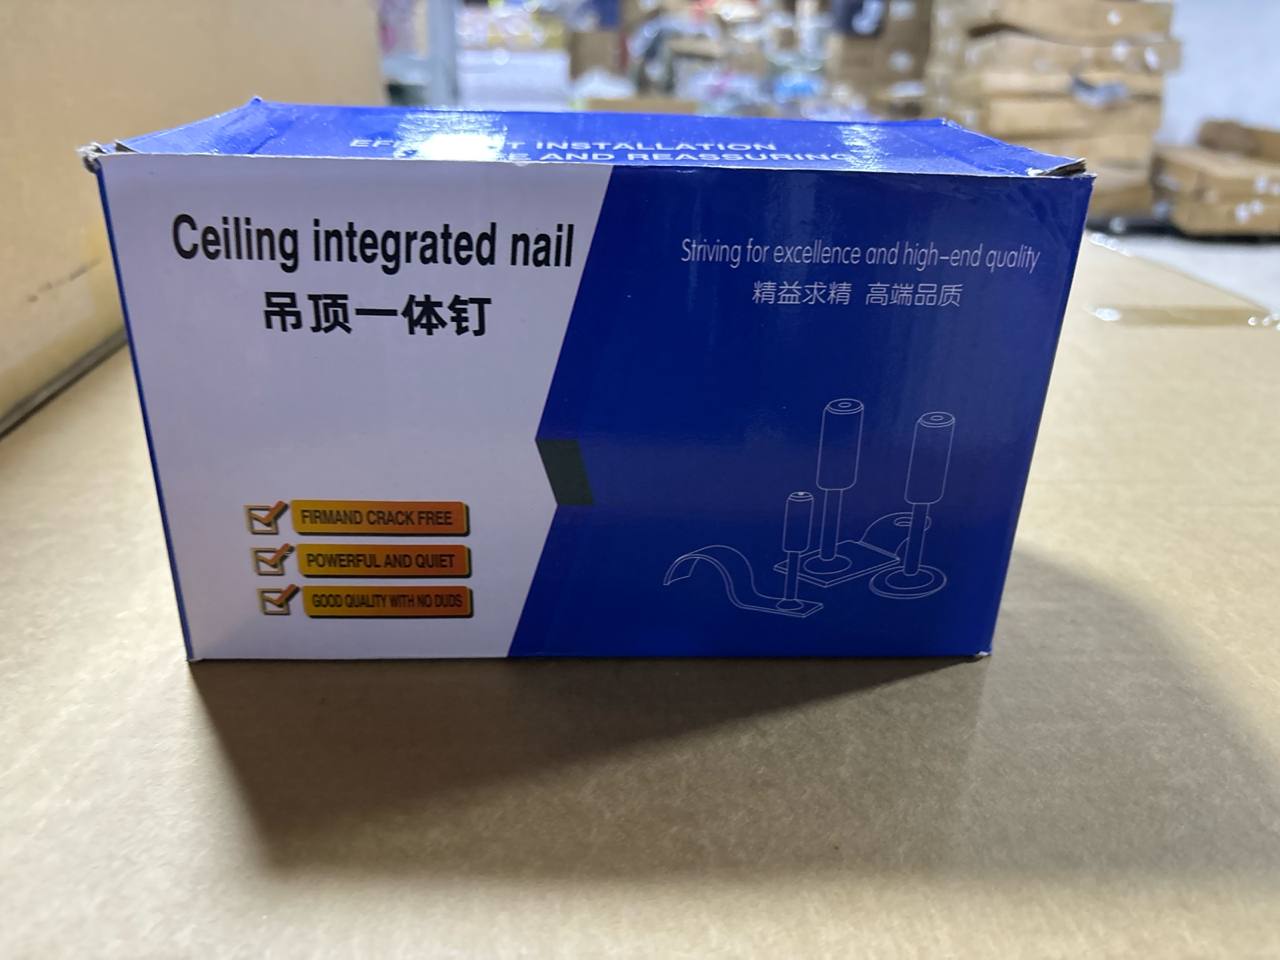 INSTALLATION
AND REASSURING
Ceiling integrated nail
吊顶一体钉
Striving for excellence and high-end quality
精益求精 高端品质
FIRMAND CRACK FREE
POWERFUL AND QUIET
GOOD QUALITY WITH NO DUDS